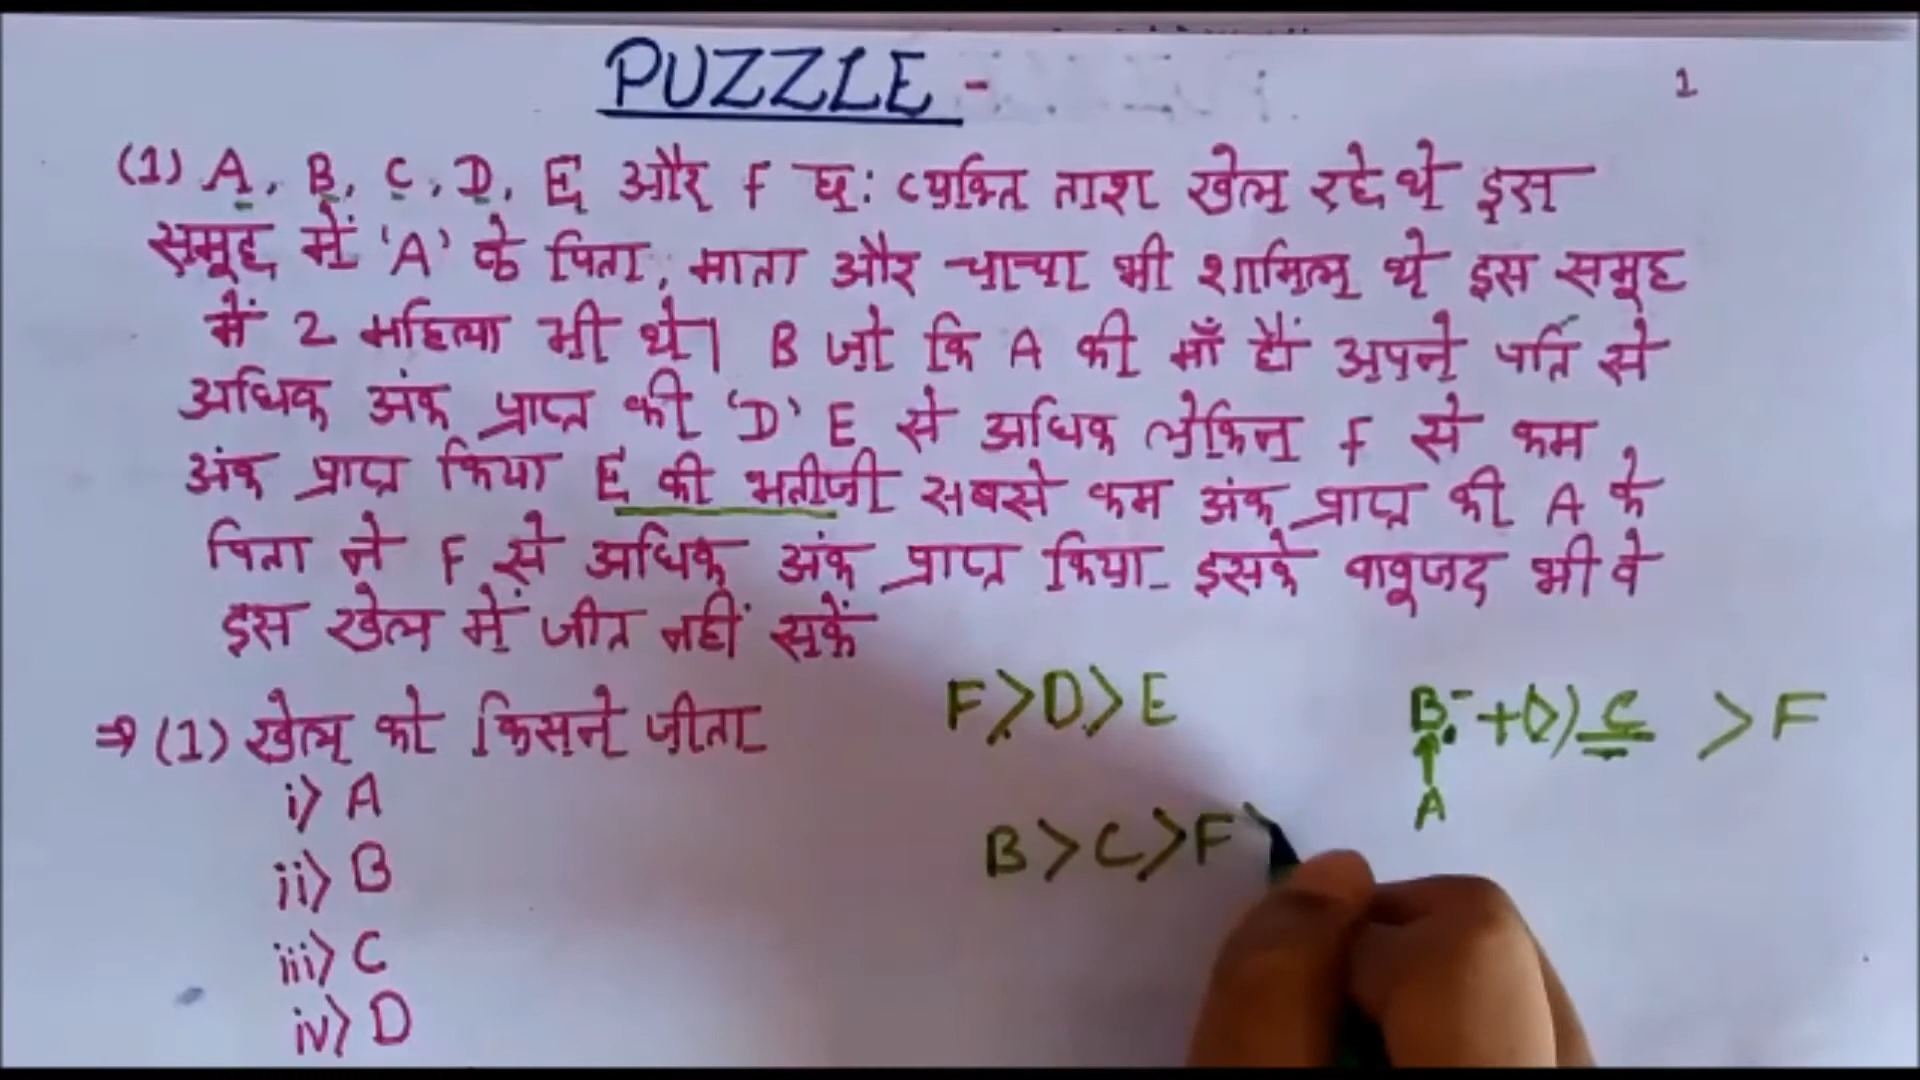 PUZZLE -
1
(1) A, B, C, D, E और F छः व्यक्ति ताश खेल रहे थे इस
समूह में 'A' के पिता, माता और चाचा भी शामिल थे इस समूह
में 2 महिला भी थे। B जो कि A की माँ हैं अपने पति से
अधिक अंक प्राप्त की 'D' E से अधिक लेकिन F से कम
अंक प्राप्त किया E की भतीजी सबसे कम अंक प्राप्त की A के
पिता ने F से अधिक अंक प्राप्त किया इसके वावूजद भी वे
इस खेल में जीत नहीं सकें
⇒ (1) खेल को किसने जीता
i) A
ii) B
iii) C
iv) D
F>D>E
B>C>F
B - +(>) C > F
↑
A